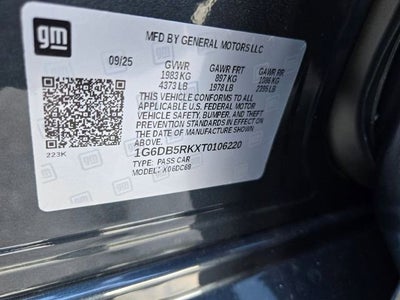 gm
MFD BY GENERAL MOTORS LLC
09/25 GVWR GAWR FRT GAWR RR
1983 KG 897 KG 1086 KG
4373 LB 1978 LB 2395 LB
THIS VEHICLE CONFORMS TO ALL
APPLICABLE U.S. FEDERAL MOTOR
VEHICLE SAFETY, BUMPER, AND THEFT
PREVENTION STANDARDS IN EFFECT ON
THE DATE OF MANUFACTURE SHOWN ABOVE.
1G6DB5RKXT0106220
TYPE: PASS CAR
MODEL: X06DC69
223K